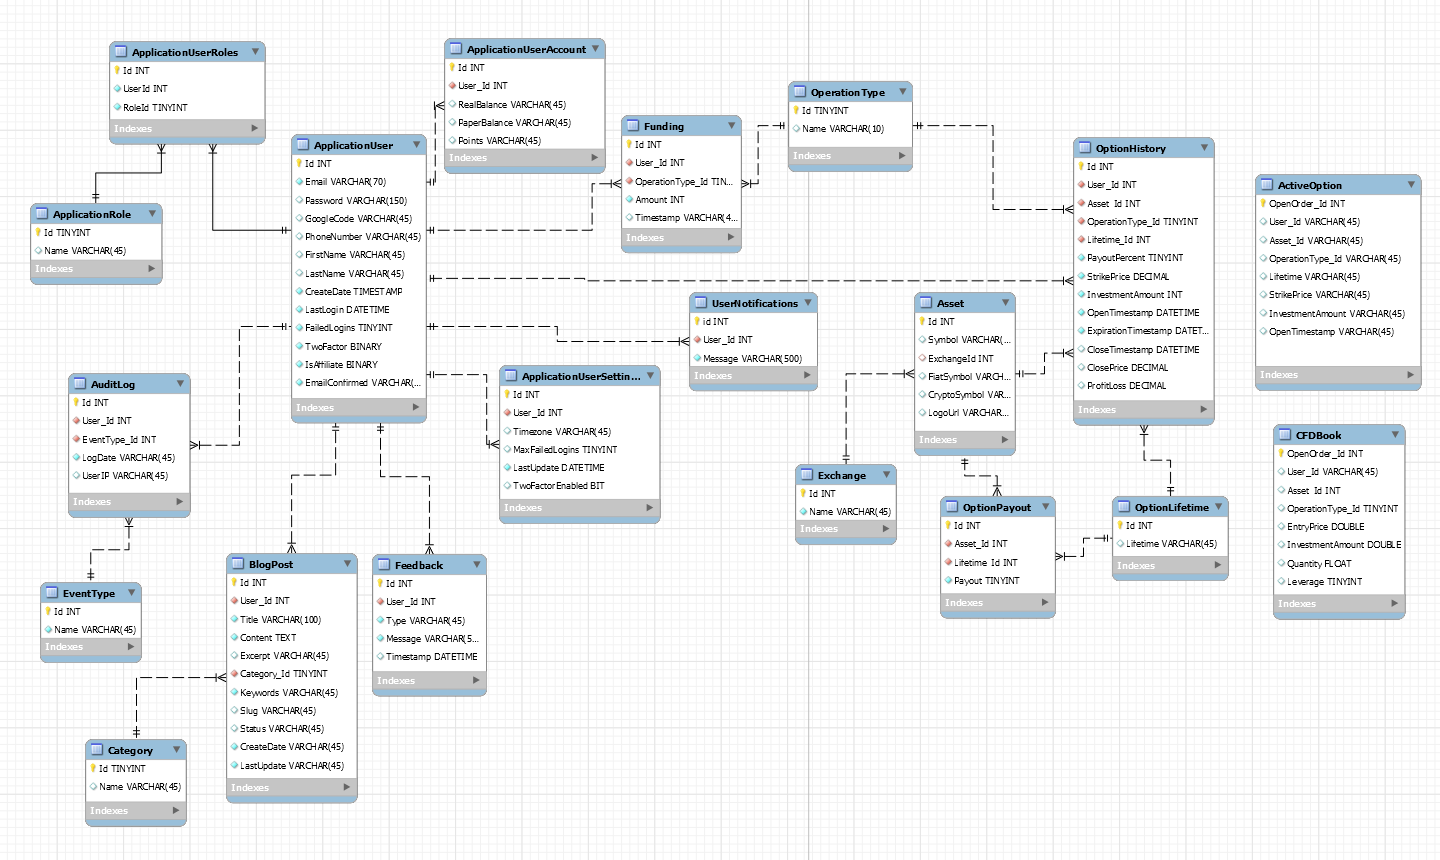 ApplicationUserRoles
Id INT
UserId INT
RoleId TINYINT
Indexes
ApplicationRole
Id TINYINT
Name VARCHAR(45)
Indexes
ApplicationUser
Id INT
Email VARCHAR(70)
Password VARCHAR(150)
GoogleCode VARCHAR(45)
PhoneNumber VARCHAR(45)
FirstName VARCHAR(45)
LastName VARCHAR(45)
CreateDate TIMESTAMP
LastLogin DATETIME
FailedLogins TINYINT
TwoFactor BINARY
IsAffiliate BINARY
EmailConfirmed VARCHAR(...
Indexes
ApplicationUserAccount
Id INT
User_Id INT
RealBalance VARCHAR(45)
PaperBalance VARCHAR(45)
Points VARCHAR(45)
Indexes
Funding
Id INT
User_Id INT
OperationType_Id TIN...
Amount INT
Timestamp VARCHAR(4...
Indexes
OperationType
Id TINYINT
Name VARCHAR(10)
Indexes
OptionHistory
Id INT
User_Id INT
Asset_Id INT
OperationType_Id TINYINT
Lifetime_Id INT
PayoutPercent TINYINT
StrikePrice DECIMAL
InvestmentAmount INT
OpenTimestamp DATETIME
ExpirationTimestamp DATET...
CloseTimestamp DATETIME
ClosePrice DECIMAL
ProfitLoss DECIMAL
Indexes
ActiveOption
OpenOrder_Id INT
User_Id VARCHAR(45)
Asset_Id VARCHAR(45)
OperationType_Id VARCHAR(45)
Lifetime VARCHAR(45)
StrikePrice VARCHAR(45)
InvestmentAmount VARCHAR(45)
OpenTimestamp VARCHAR(45)
Indexes
UserNotifications
id INT
User_Id INT
Message VARCHAR(500)
Indexes
Asset
Id INT
Symbol VARCHAR(...
ExchangeId INT
FiatSymbol VARCH...
CryptoSymbol VAR...
LogoUrl VARCHAR...
Indexes
AuditLog
Id INT
User_Id INT
EventType_Id INT
LogDate VARCHAR(45)
UserIP VARCHAR(45)
Indexes
ApplicationUserSettin...
Id INT
User_Id INT
Timezone VARCHAR(45)
MaxFailedLogins TINYINT
LastUpdate DATETIME
TwoFactorEnabled BIT
Indexes
CFDBook
OpenOrder_Id INT
User_Id VARCHAR(45)
Asset_Id INT
OperationType_Id TINYINT
EntryPrice DOUBLE
InvestmentAmount DOUBLE
Quantity FLOAT
Leverage TINYINT
Indexes
Exchange
Id INT
Name VARCHAR(45)
Indexes
OptionPayout
Id INT
Asset_Id INT
Lifetime_Id INT
Payout TINYINT
Indexes
OptionLifetime
Id INT
Lifetime VARCHAR(45)
Indexes
EventType
Id INT
Name VARCHAR(45)
Indexes
BlogPost
Id INT
User_Id INT
Title VARCHAR(100)
Content TEXT
Excerpt VARCHAR(45)
Category_Id TINYINT
Keywords VARCHAR(45)
Slug VARCHAR(45)
Status VARCHAR(45)
CreateDate VARCHAR(45)
LastUpdate VARCHAR(45)
Indexes
Feedback
Id INT
User_Id INT
Type VARCHAR(45)
Message VARCHAR(5...
Timestamp DATETIME
Indexes
Category
Id TINYINT
Name VARCHAR(45)
Indexes